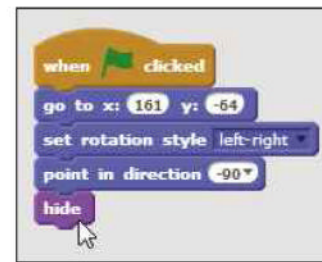 when clicked
go to x: 161 y: -64
set rotation style left-right
point in direction -90
hide